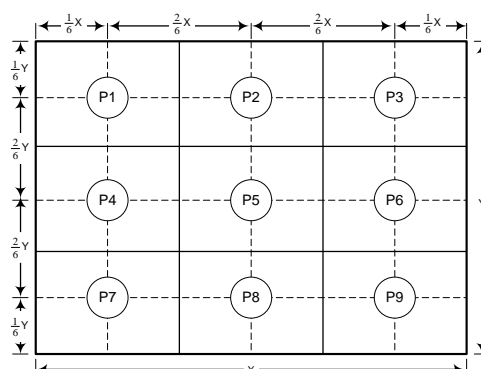 1/6 X 2/6 X 2/6 X 1/6 X
1/6 Y
P1 P2 P3
2/6 Y
P4 P5 P6
2/6 Y
P7 P8 P9
1/6 Y